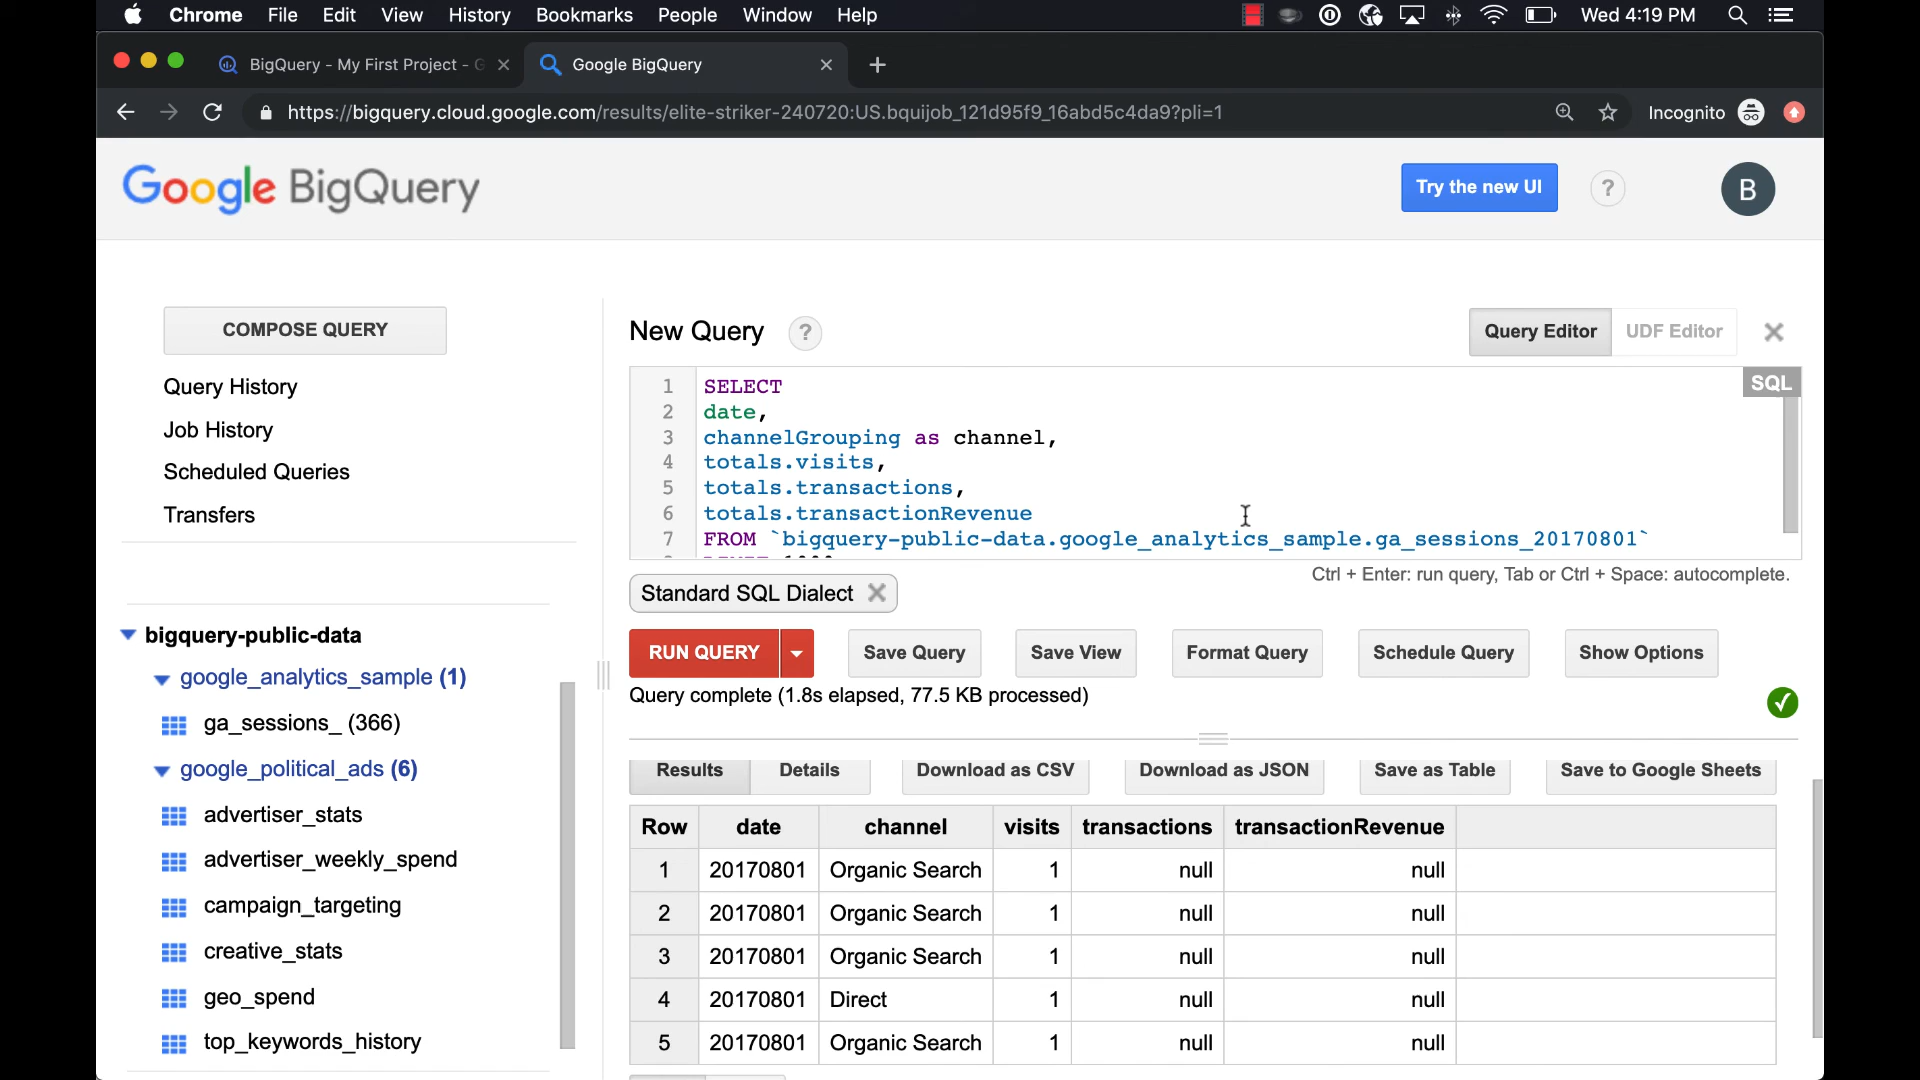 Chrome File Edit View History Bookmarks People Window Help Wed 4:19 PM
BigQuery - My First Project - G Google BigQuery
https://bigquery.cloud.google.com/results/elite-striker-240720:US.bquijob_121d95f9_16abd5c4da9?pli=1 Incognito
Google BigQuery Try the new UI ? B
COMPOSE QUERY
Query History
Job History
Scheduled Queries
Transfers
bigquery-public-data
google_analytics_sample (1)
ga_sessions_ (366)
google_political_ads (6)
advertiser_stats
advertiser_weekly_spend
campaign_targeting
creative_stats
geo_spend
top_keywords_history
New Query ? Query Editor UDF Editor
SQL
1 SELECT
2 date,
3 channelGrouping as channel,
4 totals.visits,
5 totals.transactions,
6 totals.transactionRevenue
7 FROM `bigquery-public-data.google_analytics_sample.ga_sessions_20170801`
Ctrl + Enter: run query, Tab or Ctrl + Space: autocomplete.
Standard SQL Dialect
RUN QUERY Save Query Save View Format Query Schedule Query Show Options
Query complete (1.8s elapsed, 77.5 KB processed)
Results Details Download as CSV Download as JSON Save as Table Save to Google Sheets
Row date channel visits transactions transactionRevenue
1 20170801 Organic Search 1 null null
2 20170801 Organic Search 1 null null
3 20170801 Organic Search 1 null null
4 20170801 Direct 1 null null
5 20170801 Organic Search 1 null null